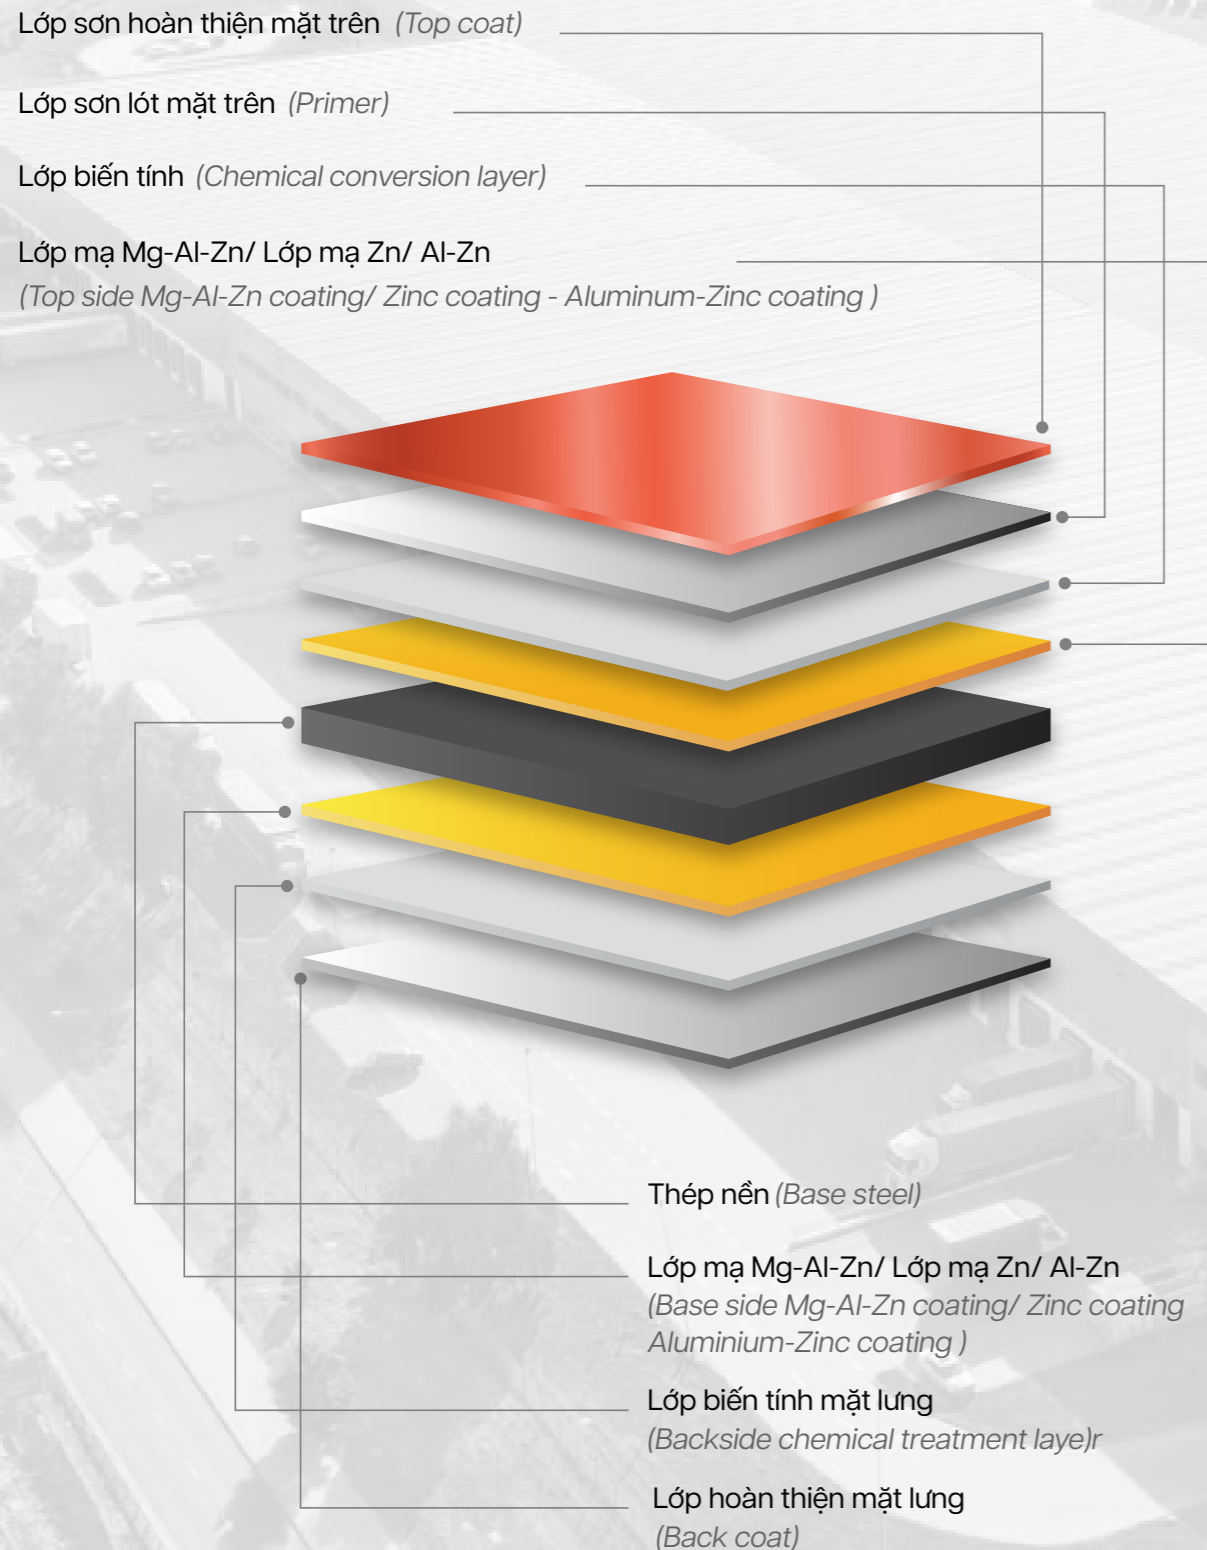 Lớp sơn hoàn thiện mặt trên (Top coat)
Lớp sơn lót mặt trên (Primer)
Lớp biến tính (Chemical conversion layer)
Lớp mạ Mg-Al-Zn/ Lớp mạ Zn/ Al-Zn
(Top side Mg-Al-Zn coating/ Zinc coating - Aluminum-Zinc coating )
Thép nền (Base steel)
Lớp mạ Mg-Al-Zn/ Lớp mạ Zn/ Al-Zn
(Base side Mg-Al-Zn coating/ Zinc coating
Aluminium-Zinc coating )
Lớp biến tính mặt lưng
(Backside chemical treatment laye)r
Lớp hoàn thiện mặt lưng
(Back coat)